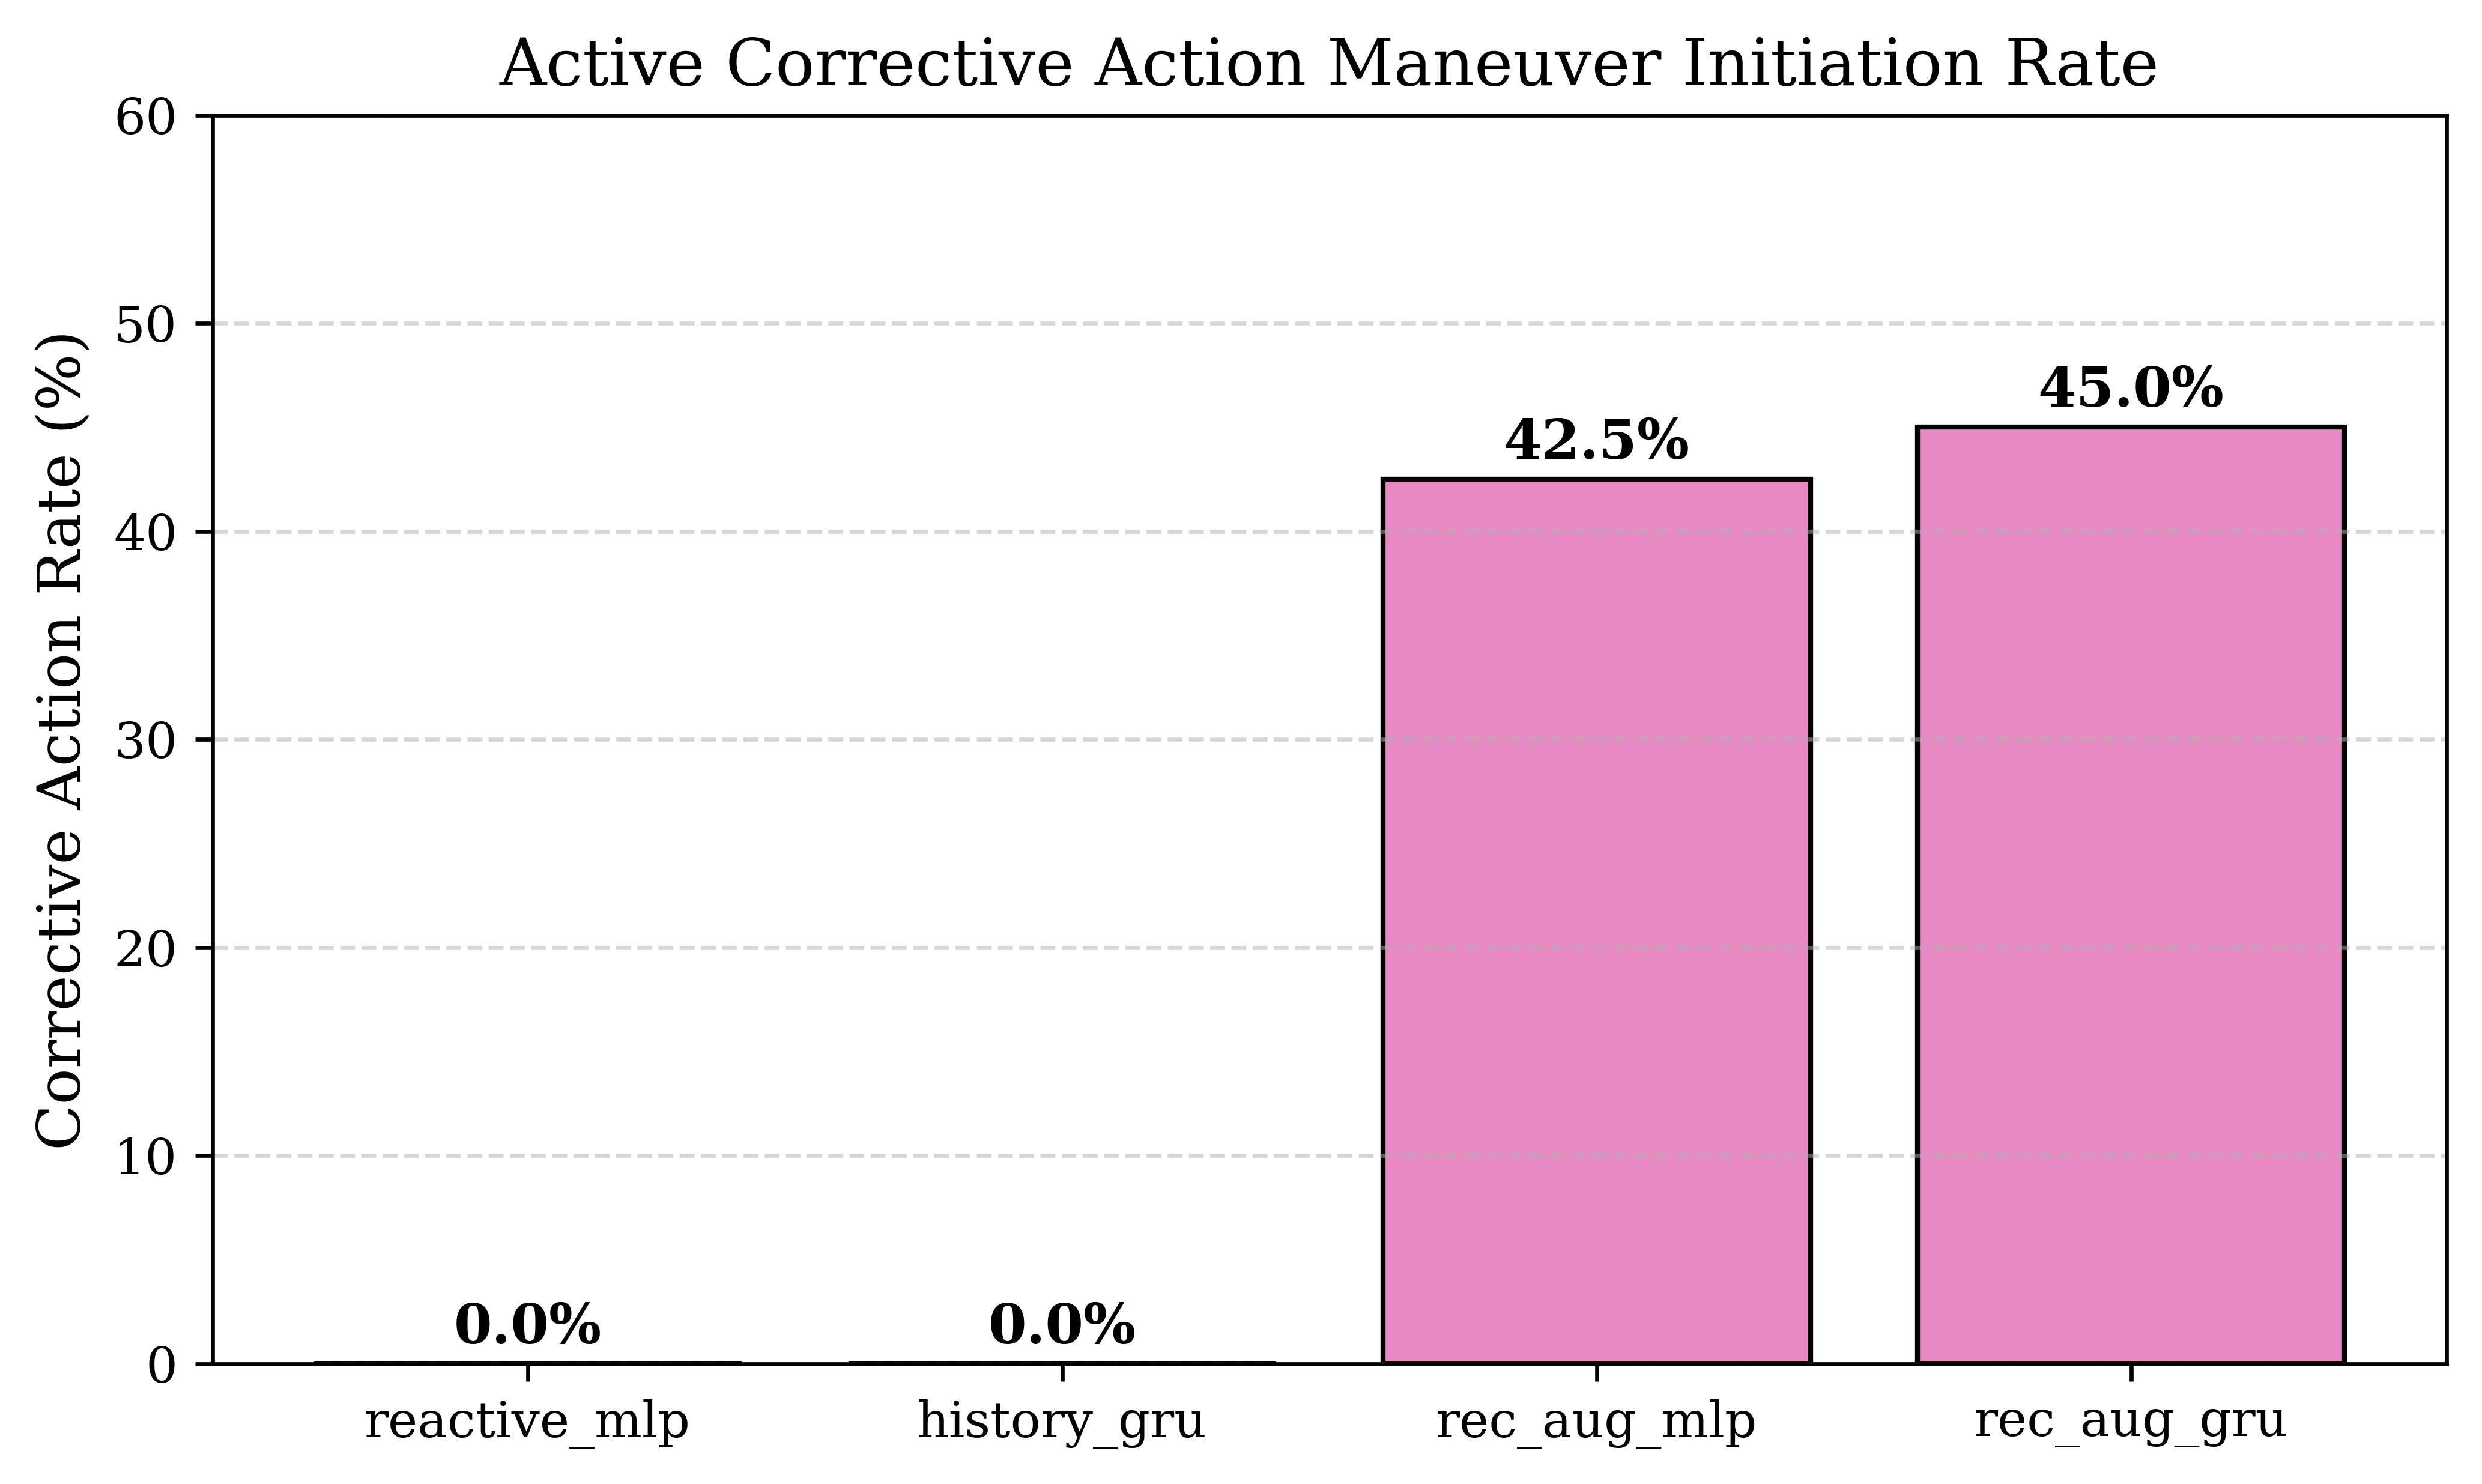 Active Corrective Action Maneuver Initiation Rate
Corrective Action Rate (%)
60
50
40
30
20
10
0
0.0%
0.0%
42.5%
45.0%
reactive_mlp
history_gru
rec_aug_mlp
rec_aug_gru